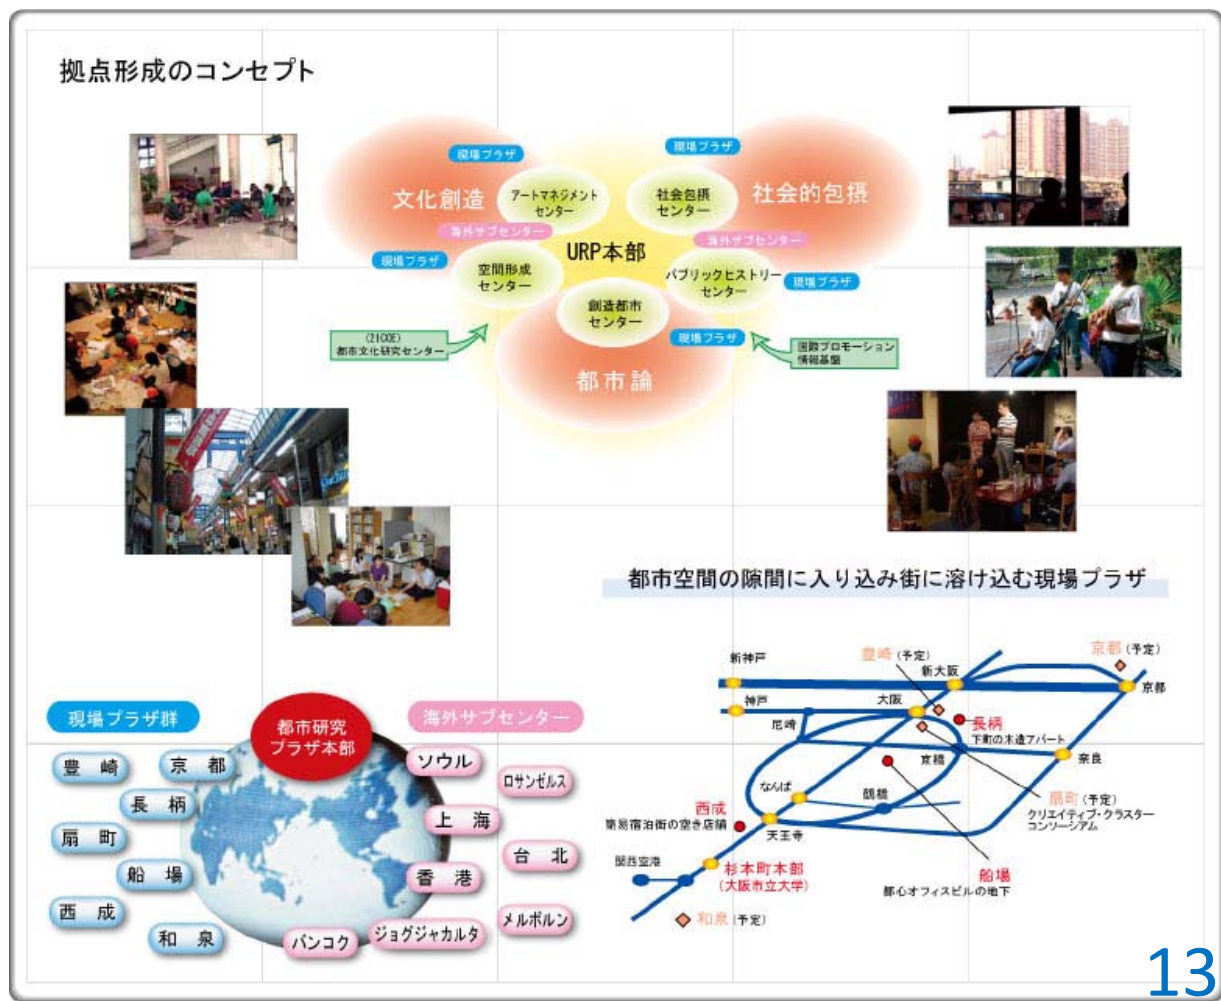 拠点形成のコンセプト
現場プラザ
現場プラザ
文化創造
アートマネジメント
センター
社会包摂
センター
社会的包摂
海外サブセンター
URP本部
海外サブセンター
現場プラザ
空間形成
センター
パブリックヒストリー
センター
現場プラザ
創造都市
センター
(21COE)
都市文化研究センター
現場プラザ
国際プロモーション
情報基盤
都市論
都市空間の隙間に入り込み街に溶け込む現場プラザ
現場プラザ群
都市研究
プラザ本部
海外サブセンター
豊崎
京都
長柄
扇町
船場
西成
和泉
ソウル
ロサンゼルス
上海
台北
香港
メルボルン
ジョグジャカルタ
バンコク
新神戸
豊崎(予定)
新大阪
京都(予定)
京都
神戸
大阪
尼崎
長柄
下町の木造アパート
京橋
奈良
なんば
鶴橋
扇町(予定)
クリエイティブ・クラスター
コンソーシアム
西成
簡易宿泊街の空き店舗
天王寺
関西空港
杉本町本部
(大阪市立大学)
船場
都心オフィスビルの地下
和泉(予定)
13